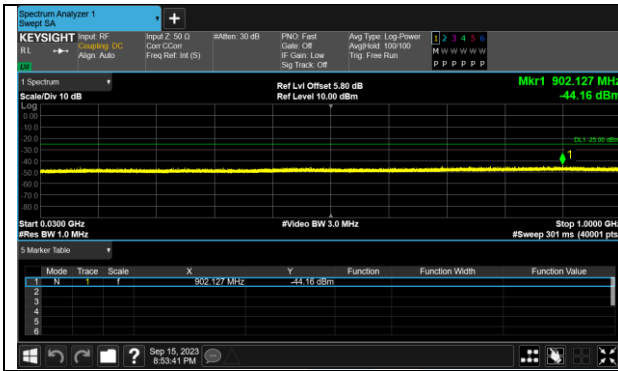 Spectrum Analyzer 1
Swept SA
+
KEYSIGHT Input: RF Input Z: 50 Ω #Atten: 30 dB PNO: Fast Avg Type: Log-Power 1 2 3 4 5 6
RL Coupling: DC Corr CCorr Gate: Off Avg|Hold: 100/100 M W W W W W
Align: Auto Freq Ref: Int (S) IF Gain: Low Trig: Free Run P P P P P P
Sig Track: Off
1 Spectrum Ref Lvl Offset 5.80 dB Mkr1 902.127 MHz
Scale/Div 10 dB Ref Level 10.00 dBm -44.16 dBm
Log
0.00
-10.0
-20.0 DL1 -25.00 dBm
-30.0 1
-40.0
-50.0
-60.0
-70.0
-80.0
Start 0.0300 GHz #Video BW 3.0 MHz Stop 1.0000 GHz
#Res BW 1.0 MHz #Sweep 301 ms (40001 pts)
5 Marker Table
Mode Trace Scale X Y Function Function Width Function Value
1 N 1 f 902.127 MHz -44.16 dBm
2
3
4
5
6
? Sep 15, 2023
8:53:41 PM